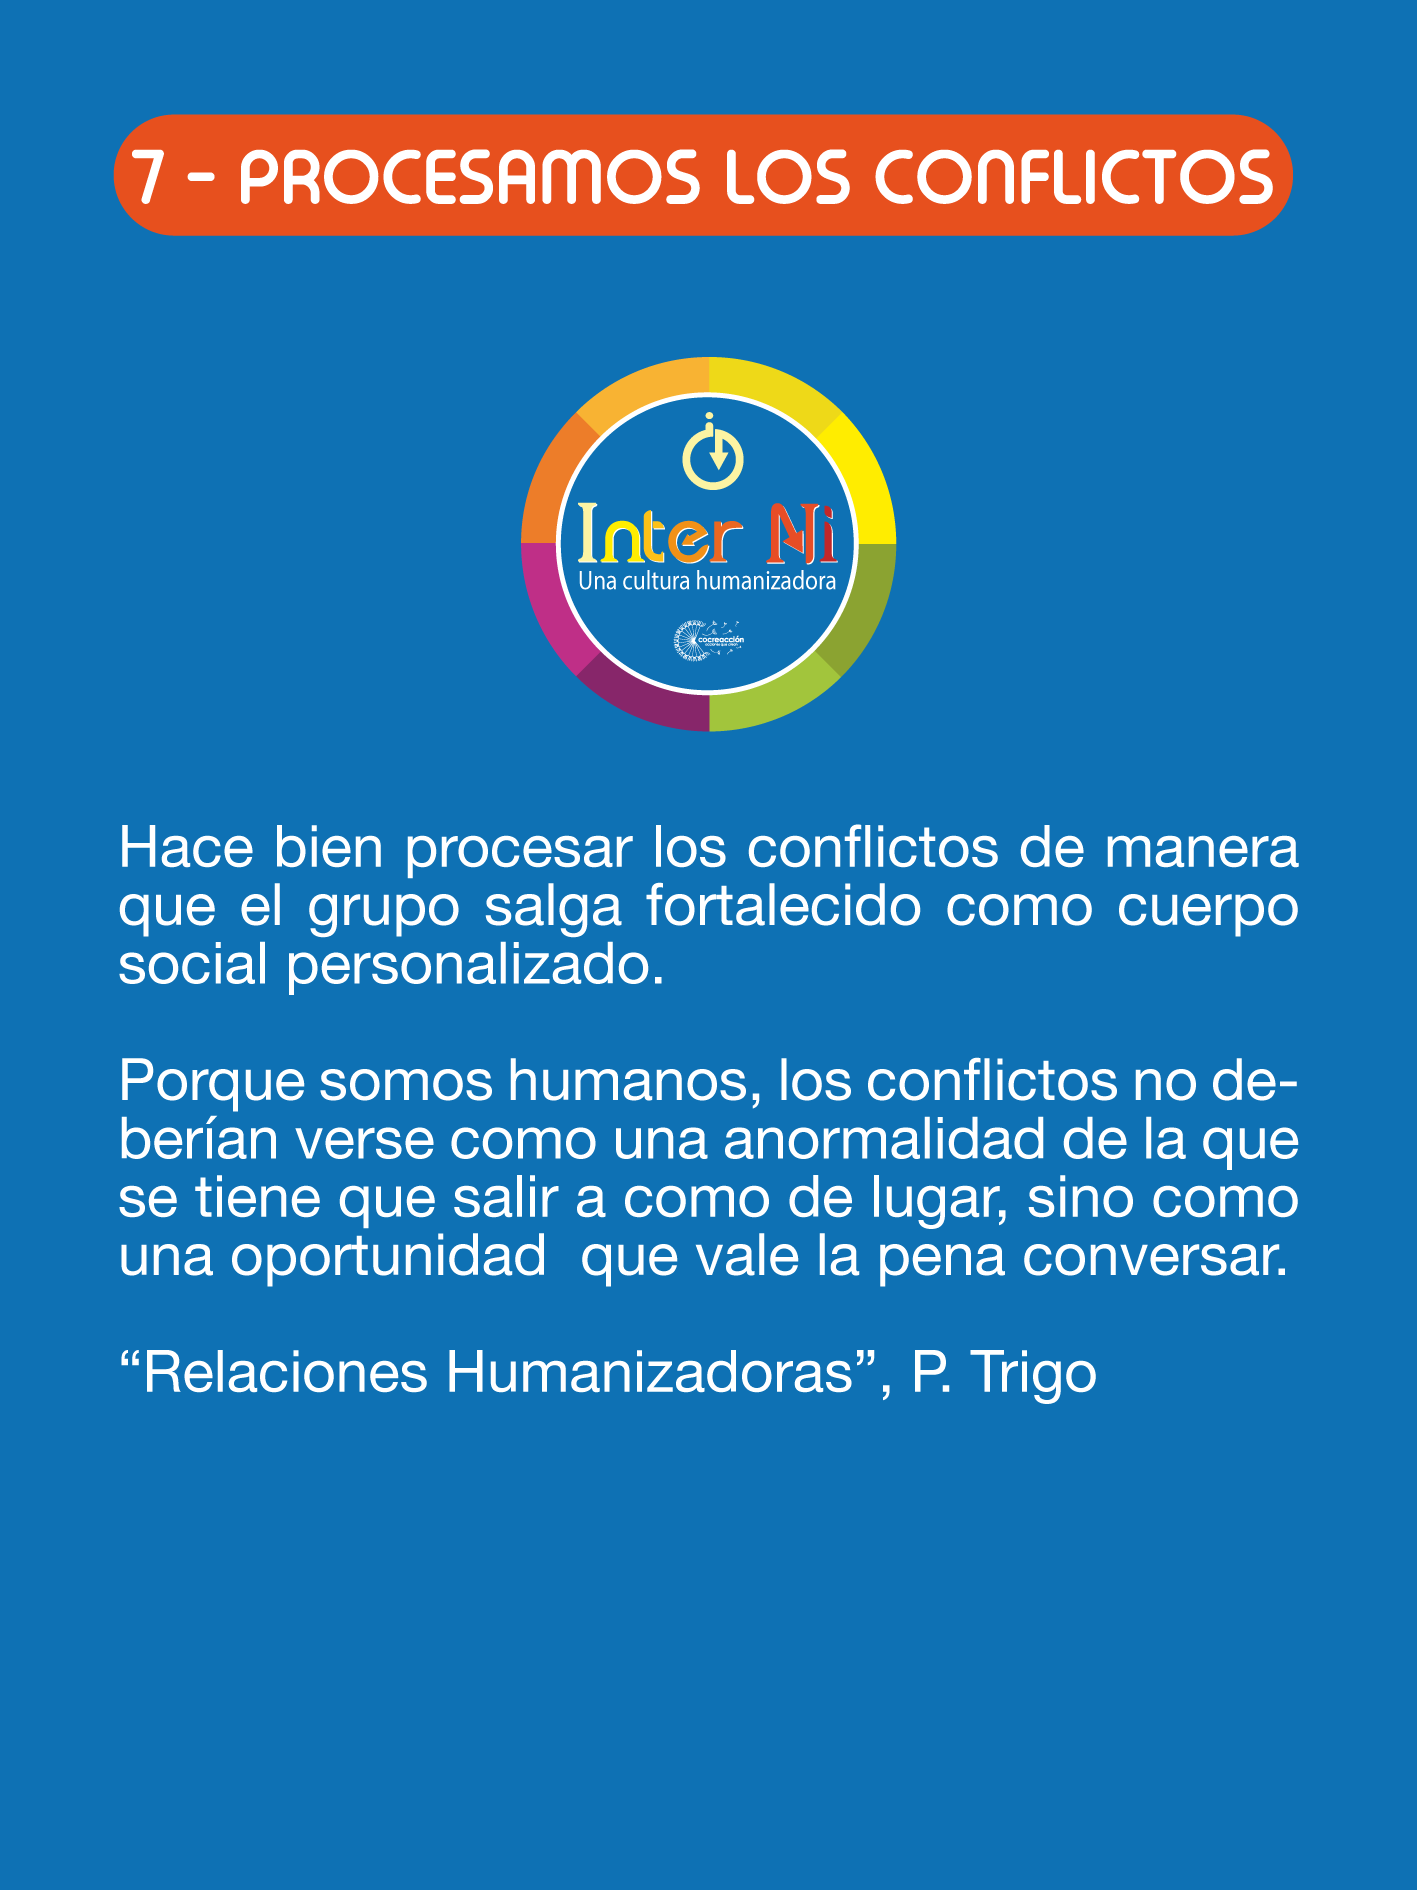 7 - PROCESAMOS LOS CONFLICTOS
Inter Ni
Una cultura humanizadora
cocreacción
Hace bien procesar los conflictos de manera
que el grupo salga fortalecido como cuerpo
social personalizado.
Porque somos humanos, los conflictos no de-
berían verse como una anormalidad de la que
se tiene que salir a como de lugar, sino como
una oportunidad  que vale la pena conversar.
“Relaciones Humanizadoras”, P. Trigo